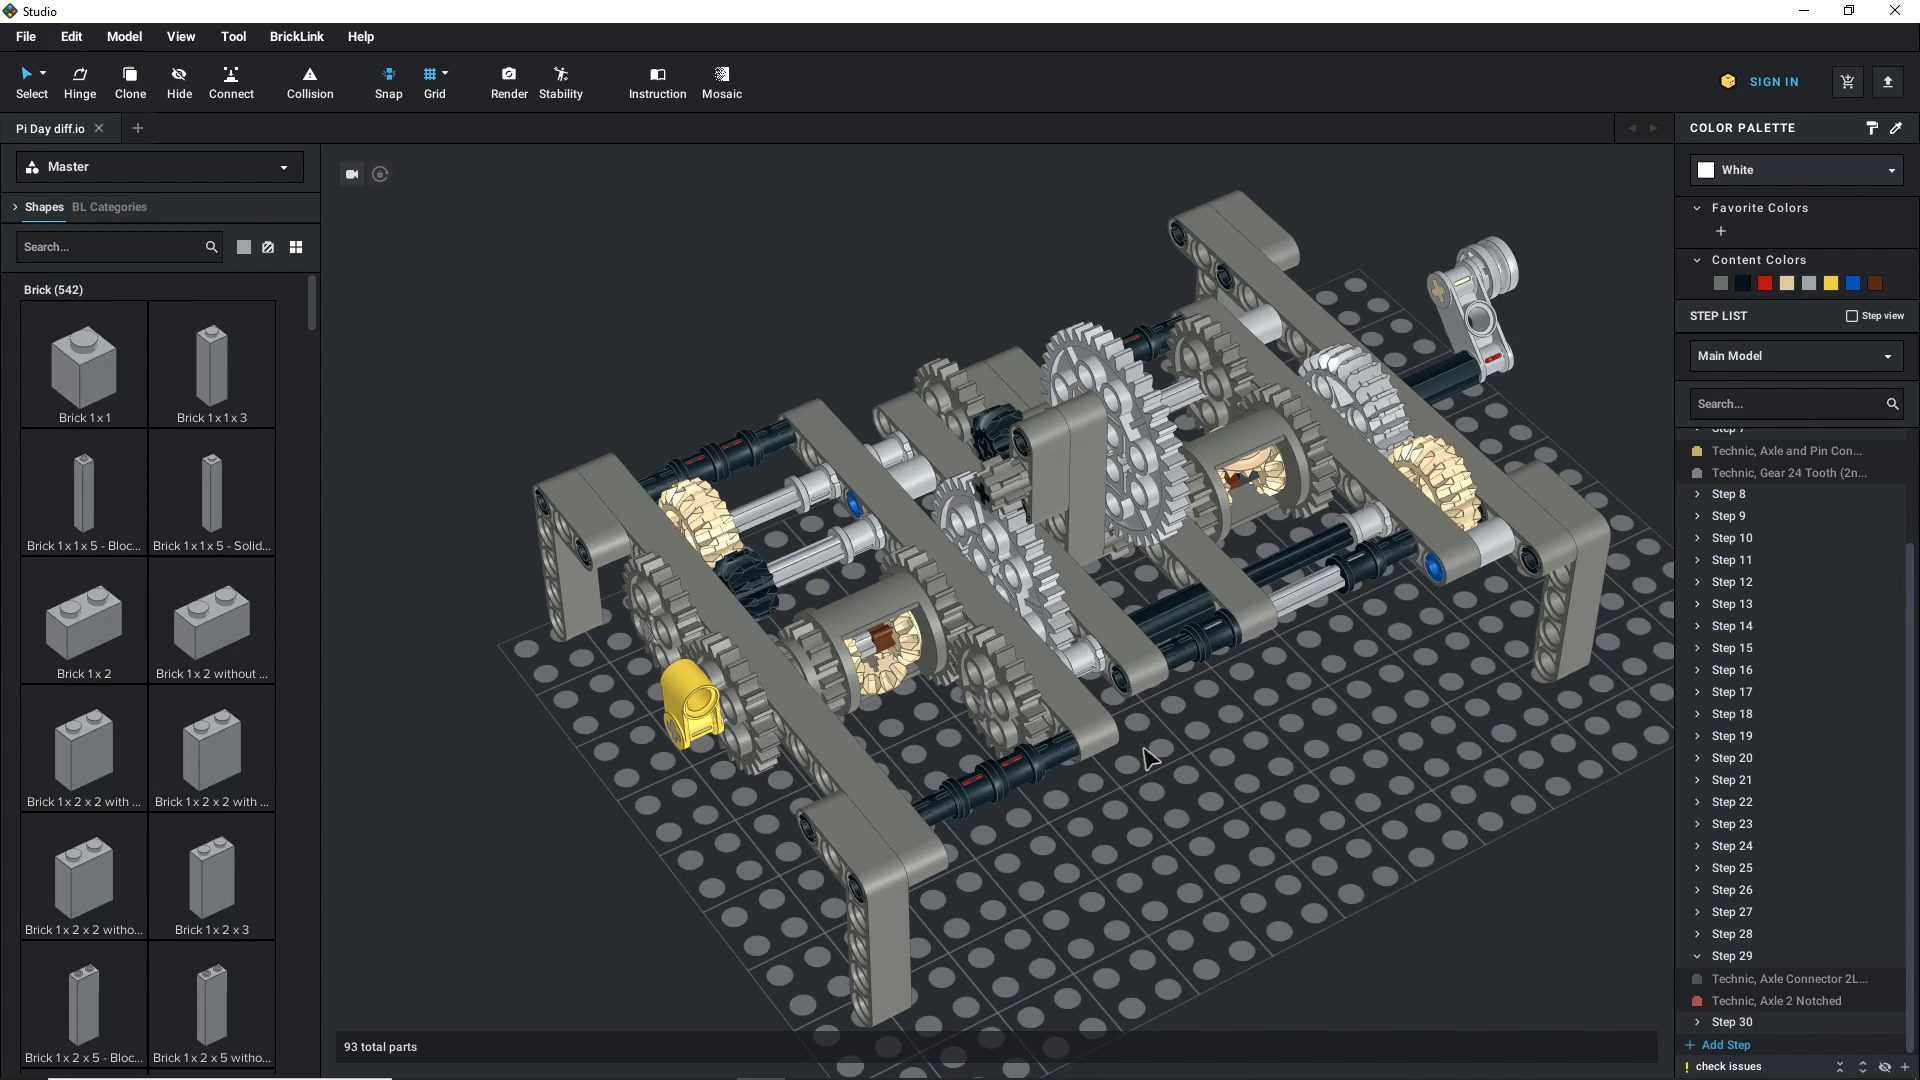 Studio
File Edit Model View Tool BrickLink Help
Select Hinge Clone Hide Connect Collision Snap Grid Render Stability Instruction Mosaic SIGN IN
Pi Day diff.io
Master
Shapes BL Categories
Search...
Brick (542)
Brick 1 x 1
Brick 1 x 1 x 3
Brick 1 x 1 x 5 - Bloc...
Brick 1 x 1 x 5 - Solid...
Brick 1 x 2
Brick 1 x 2 without ...
Brick 1 x 2 x 2 with ...
Brick 1 x 2 x 2 with ...
Brick 1 x 2 x 2 witho...
Brick 1 x 2 x 3
Brick 1 x 2 x 5 - Bloc...
Brick 1 x 2 x 5 witho...
93 total parts
COLOR PALETTE
White
Favorite Colors
Content Colors
STEP LIST
Step view
Main Model
Search...
Step 7
Technic, Axle and Pin Con...
Technic, Gear 24 Tooth (2n...
Step 8
Step 9
Step 10
Step 11
Step 12
Step 13
Step 14
Step 15
Step 16
Step 17
Step 18
Step 19
Step 20
Step 21
Step 22
Step 23
Step 24
Step 25
Step 26
Step 27
Step 28
Step 29
Technic, Axle Connector 2L...
Technic, Axle 2 Notched
Step 30
+ Add Step
! check issues